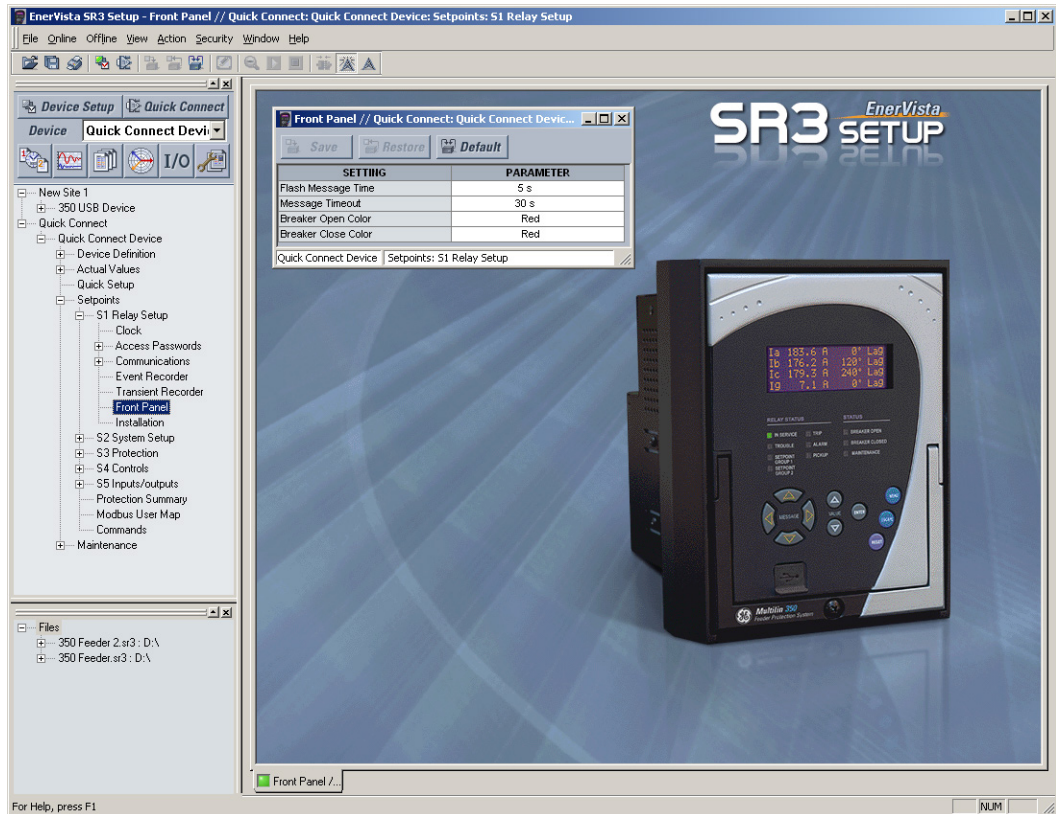 EnerVista SR3 Setup - Front Panel // Quick Connect: Quick Connect Device: Setpoints: S1 Relay Setup
File Online Offline View Action Security Window Help
Device Setup Quick Connect
Device Quick Connect Devi
I/O
New Site 1
350 USB Device
Quick Connect
Quick Connect Device
Device Definition
Actual Values
Quick Setup
Setpoints
S1 Relay Setup
Clock
Access Passwords
Communications
Event Recorder
Transient Recorder
Front Panel
Installation
S2 System Setup
S3 Protection
S4 Controls
S5 Inputs/outputs
Protection Summary
Modbus User Map
Commands
Maintenance
Files
350 Feeder 2.sr3 : D:\
350 Feeder.sr3 : D:\
Front Panel // Quick Connect: Quick Connect Devic...
Save Restore Default
SETTING PARAMETER
Flash Message Time 5 s
Message Timeout 30 s
Breaker Open Color Red
Breaker Close Color Red
Quick Connect Device Setpoints: S1 Relay Setup
SR3 EnerVista
SETUP
Ia 183.6 A 0° Lag
Ib 176.2 A 120° Lag
Ic 179.3 A 240° Lag
Ig 7.1 A 0° Lag
RELAY STATUS STATUS
IN SERVICE TRIP BREAKER OPEN
TROUBLE ALARM BREAKER CLOSED
SETPOINT GROUP 1 PICKUP MAINTENANCE
SETPOINT GROUP 2
MESSAGE VALUE ENTER MENU
ESCAPE
RESET
Multilin 350
Feeder Protection System
Front Panel /...
For Help, press F1 NUM